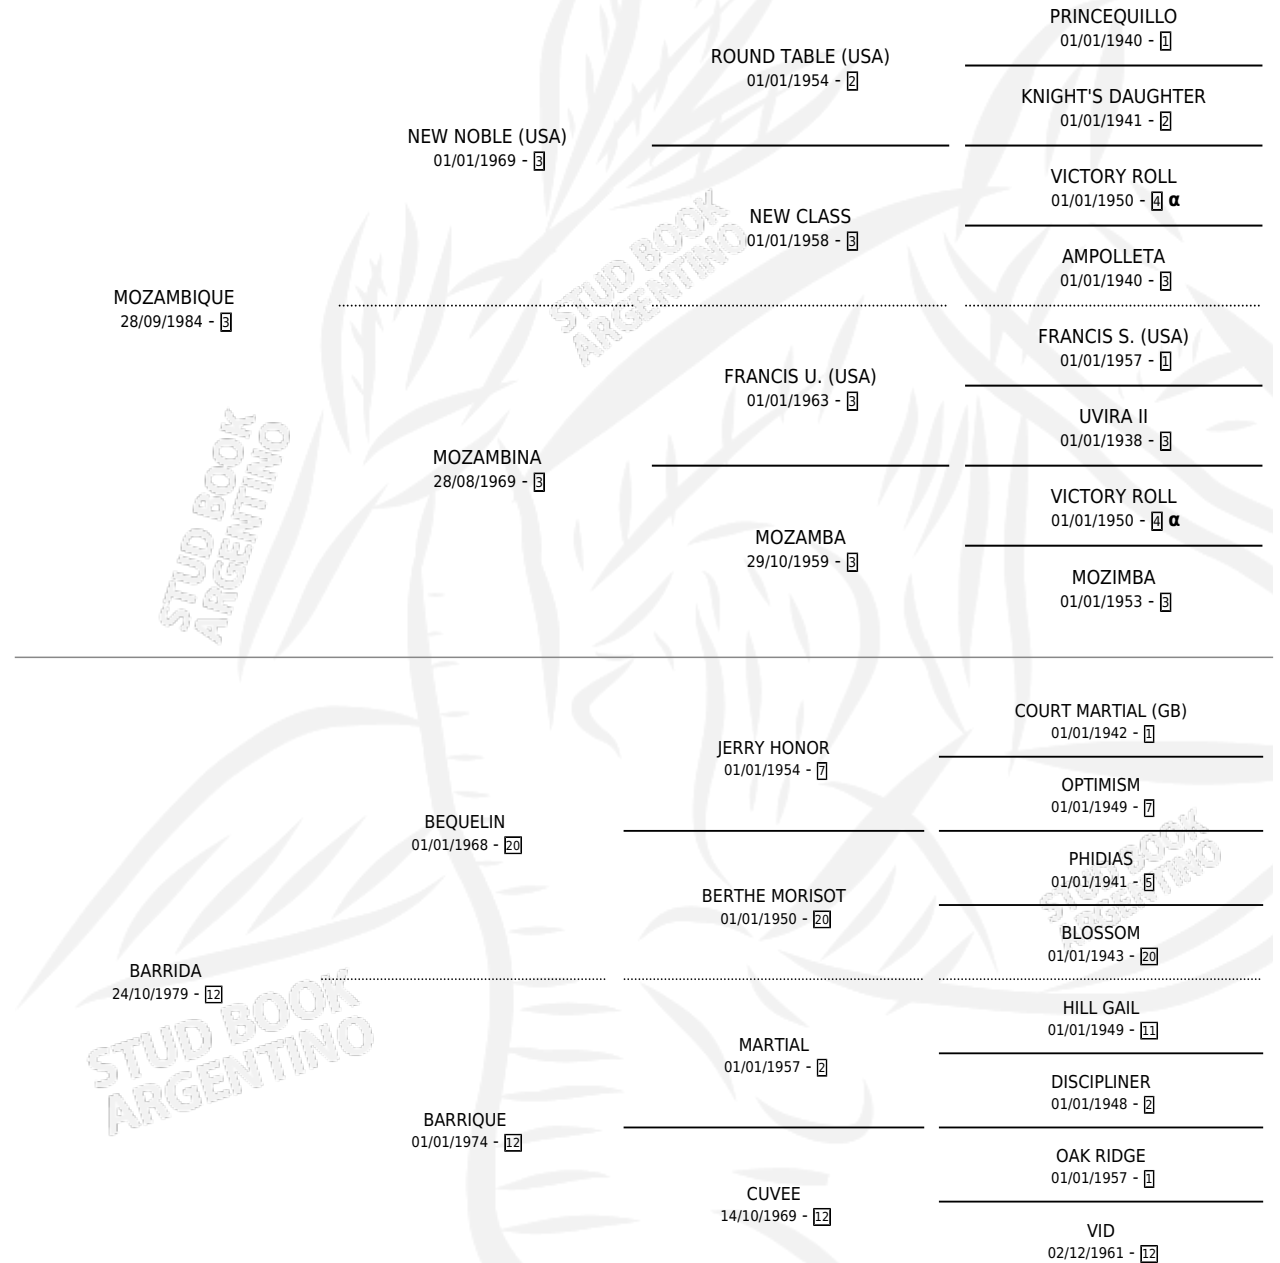 PRINCEQUILLO
01/01/1940 - 1
ROUND TABLE (USA)
01/01/1954 - 2
KNIGHT'S DAUGHTER
01/01/1941 - 2
NEW NOBLE (USA)
01/01/1969 - 3
VICTORY ROLL
01/01/1950 - 4 α
NEW CLASS
01/01/1958 - 3
AMPOLLETA
01/01/1940 - 3
MOZAMBIQUE
28/09/1984 - 3
FRANCIS S. (USA)
01/01/1957 - 1
FRANCIS U. (USA)
01/01/1963 - 3
UVIRA II
01/01/1938 - 3
MOZAMBINA
28/08/1969 - 3
VICTORY ROLL
01/01/1950 - 4 α
MOZAMBA
29/10/1959 - 3
MOZIMBA
01/01/1953 - 3
STUD BOOK
ARGENTINO
STUD BOOK
ARGENTINO
COURT MARTIAL (GB)
01/01/1942 - 1
JERRY HONOR
01/01/1954 - 7
OPTIMISM
01/01/1949 - 7
BEQUELIN
01/01/1968 - 20
PHIDIAS
01/01/1941 - 5
BERTHE MORISOT
01/01/1950 - 20
BLOSSOM
01/01/1943 - 20
BARRIDA
24/10/1979 - 12
HILL GAIL
01/01/1949 - 11
MARTIAL
01/01/1957 - 2
DISCIPLINER
01/01/1948 - 2
BARRIQUE
01/01/1974 - 12
OAK RIDGE
01/01/1957 - 1
CUVEE
14/10/1969 - 12
VID
02/12/1961 - 12
STUD BOOK
ARGENTINO
STUD BOOK
ARGENTINO